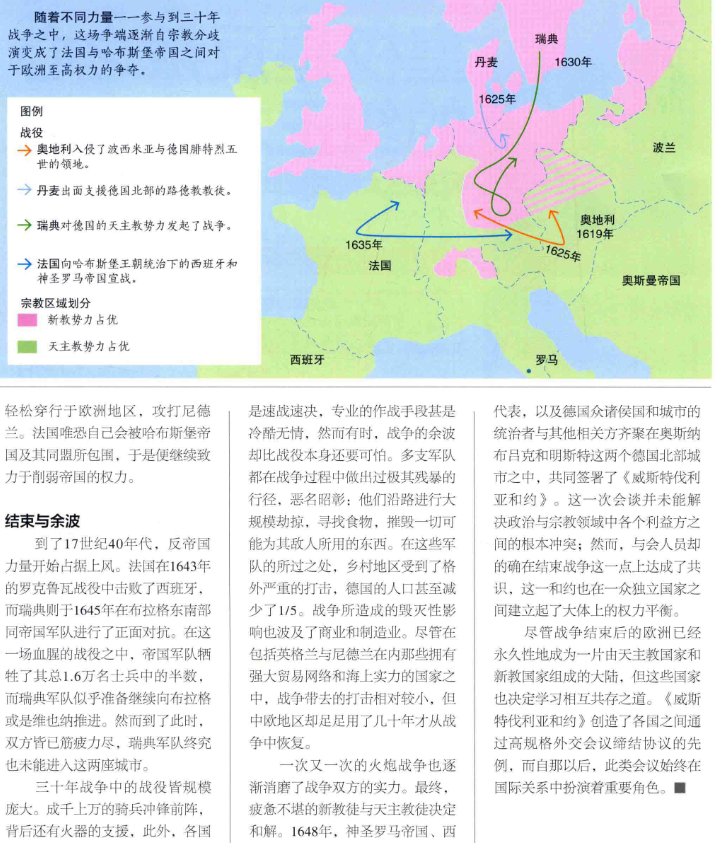 随着不同力量一一参与到三十年
战争之中，这场争端逐渐自宗教分歧
演变成了法国与哈布斯堡帝国之间对
于欧洲至高权力的争夺。
图例
战役
奥地利入侵了波西米亚与德国腓特烈五
世的领地。
丹麦出面支援德国北部的路德教教徒。
瑞典对德国的天主教势力发起了战争。
法国向哈布斯堡王朝统治下的西班牙和
神圣罗马帝国宣战。
宗教区域划分
新教势力占优
天主教势力占优
瑞典
1630年
丹麦
1625年
波兰
奥地利
1619年
1625年
1635年
法国
奥斯曼帝国
西班牙
罗马
轻松穿行于欧洲地区，攻打尼德
兰。法国唯恐自己会被哈布斯堡帝
国及其同盟所包围，于是便继续致
力于削弱帝国的权力。
结束与余波
到了17世纪40年代，反帝国
力量开始占据上风。法国在1643年
的罗克鲁瓦战役中击败了西班牙，
而瑞典则于1645年在布拉格东南部
同帝国军队进行了正面对抗。在这
一场血腥的战役之中，帝国军队牺
牲了其总1.6万名士兵中的半数，
而瑞典军队似乎准备继续向布拉格
或是维也纳推进。然而到了此时，
双方皆已筋疲力尽，瑞典军队终究
也未能进入这两座城市。
三十年战争中的战役皆规模
庞大。成千上万的骑兵冲锋前阵，
背后还有火器的支援，此外，各国
是速战速决，专业的作战手段甚是
冷酷无情，然而有时，战争的余波
却比战役本身还要可怕。多支军队
都在战争过程中做出过极其残暴的
行径，恶名昭彰：他们沿路进行大
规模劫掠，寻找食物，摧毁一切可
能为其敌人所用的东西。在这些军
队的所过之处，乡村地区受到了格
外严重的打击，德国的人口甚至减
少了1/5。战争所造成的毁灭性影
响也波及了商业和制造业。尽管在
包括英格兰与尼德兰在内那些拥有
强大贸易网络和海上实力的国家之
中，战争带去的打击相对较小，但
中欧地区却足足用了几十年才从战
争中恢复。
一次又一次的火炮战争也逐
渐消磨了战争双方的实力。最终，
疲惫不堪的新教徒与天主教徒决定
和解。1648年，神圣罗马帝国、西
代表，以及德国众诸侯国和城市的
统治者与其他相关方齐聚在奥斯纳
布吕克和明斯特这两个德国北部城
市之中，共同签署了《威斯特伐利
亚和约》。这一次会谈并未能解
决政治与宗教领域中各个利益方之
间的根本冲突；然而，与会人员却
的确在结束战争这一点上达成了共
识，这一和约也在一众独立国家之
间建立起了大体上的权力平衡。
尽管战争结束后的欧洲已经
永久性地成为一片由天主教国家和
新教国家组成的大陆，但这些国家
也决定学习相互共存之道。《威斯
特伐利亚和约》创造了各国之间通
过高规格外交会议缔结协议的先
例，而自那以后，此类会议始终在
国际关系中扮演着重要角色。■